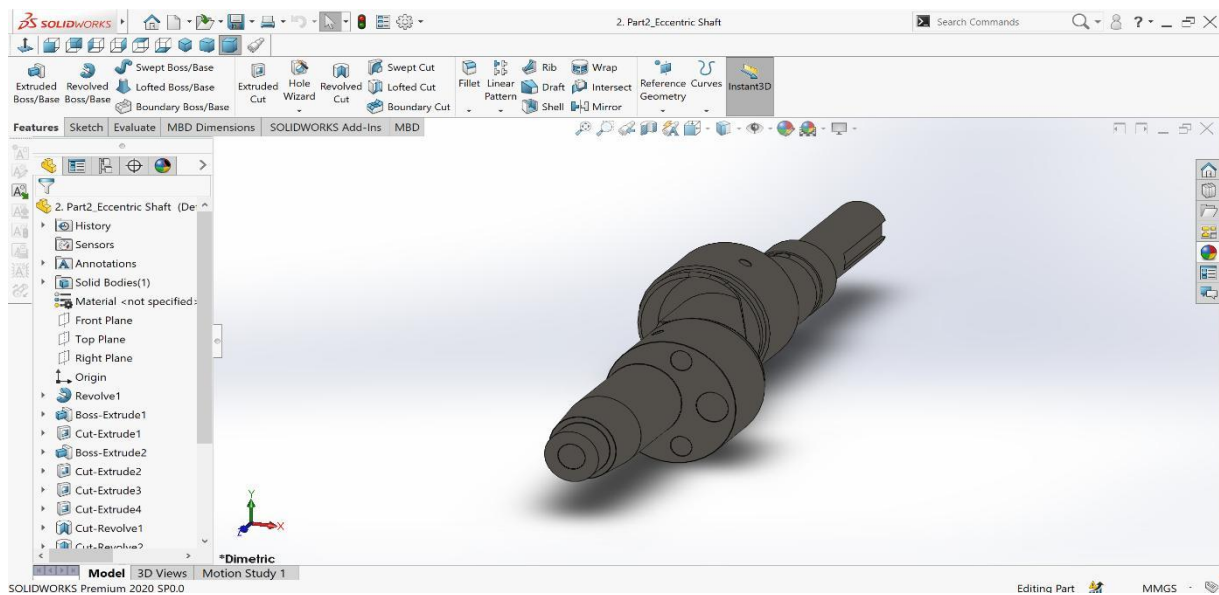 SOLIDWORKS
2. Part2_Eccentric Shaft
Search Commands
Extruded Boss/Base
Revolved Boss/Base
Swept Boss/Base
Lofted Boss/Base
Boundary Boss/Base
Extruded Cut
Hole Wizard
Revolved Cut
Swept Cut
Lofted Cut
Boundary Cut
Fillet
Linear Pattern
Rib
Draft
Shell
Wrap
Intersect
Mirror
Reference Geometry
Curves
Instant3D
Features Sketch Evaluate MBD Dimensions SOLIDWORKS Add-Ins MBD
2. Part2_Eccentric Shaft (De
History
Sensors
Annotations
Solid Bodies(1)
Material <not specified>
Front Plane
Top Plane
Right Plane
Origin
Revolve1
Boss-Extrude1
Cut-Extrude1
Boss-Extrude2
Cut-Extrude2
Cut-Extrude3
Cut-Extrude4
Cut-Revolve1
Cut-Revolve2
Y
X
Z
*Dimetric
Model 3D Views Motion Study 1
SOLIDWORKS Premium 2020 SP0.0
Editing Part
MMGS